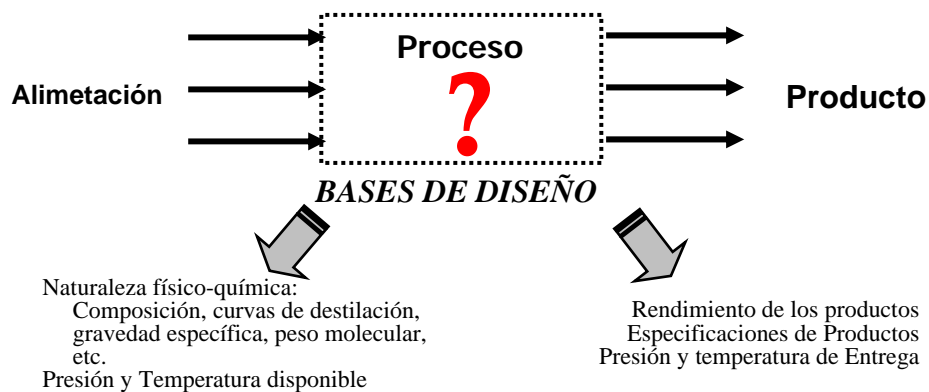 Proceso
?
Alimetación
Producto
BASES DE DISEÑO
Naturaleza físico-química:
Composición, curvas de destilación,
gravedad específica, peso molecular,
etc.
Presión y Temperatura disponible
Rendimiento de los productos
Especificaciones de Productos
Presión y temperatura de Entrega